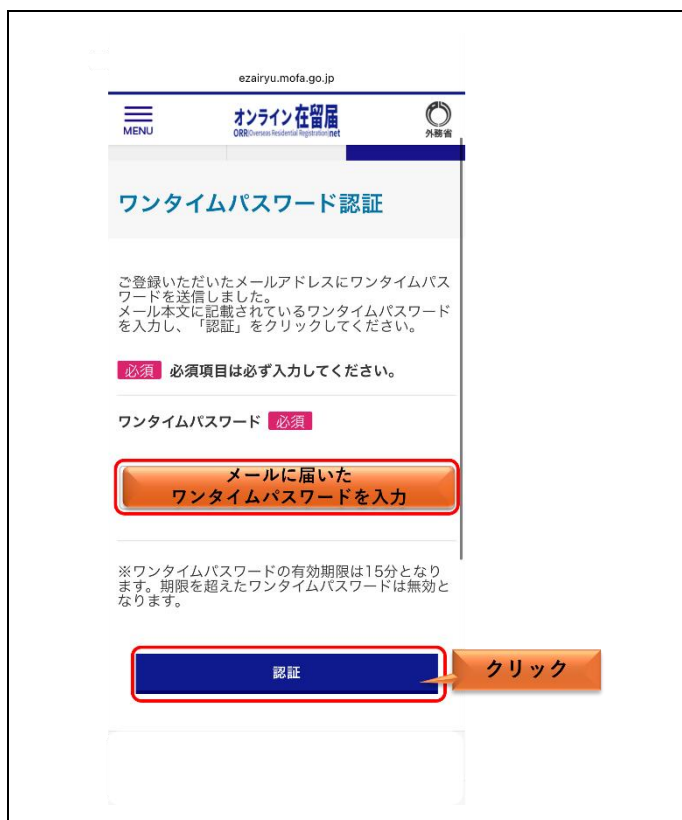 ezairyu.mofa.go.jp
MENU
オンライン在留届
ORR(Overseas Residential Registration)net
外務省
ワンタイムパスワード認証
ご登録いただいたメールアドレスにワンタイムパス
ワードを送信しました。
メール本文に記載されているワンタイムパスワード
を入力し、「認証」をクリックしてください。
必須 必須項目は必ず入力してください。
ワンタイムパスワード 必須
メールに届いた
ワンタイムパスワードを入力
※ワンタイムパスワードの有効期限は15分となり
ます。期限を超えたワンタイムパスワードは無効と
なります。
認証
クリック